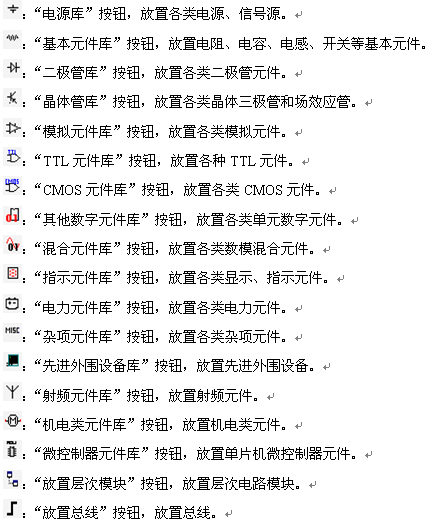 ："电源库"按钮，放置各类电源、信号源。
："基本元件库"按钮，放置电阻、电容、电感、开关等基本元件。
："二极管库"按钮，放置各类二极管元件。
："晶体管库"按钮，放置各类晶体三极管和场效应管。
："模拟元件库"按钮，放置各类模拟元件。
："TTL 元件库"按钮，放置各种 TTL 元件。
CMOS："CMOS 元件库"按钮，放置各类 CMOS 元件。
："其他数字元件库"按钮，放置各类单元数字元件。
："混合元件库"按钮，放置各类数模混合元件。
："指示元件库"按钮，放置各类显示、指示元件。
："电力元件库"按钮，放置各类电力元件。
MISC："杂项元件库"按钮，放置各类杂项元件。
："先进外围设备库"按钮，放置先进外围设备。
："射频元件库"按钮，放置射频元件。
："机电类元件库"按钮，放置机电类元件。
："微控制器元件库"按钮，放置单片机微控制器元件。
："放置层次模块"按钮，放置层次电路模块。
："放置总线"按钮，放置总线。